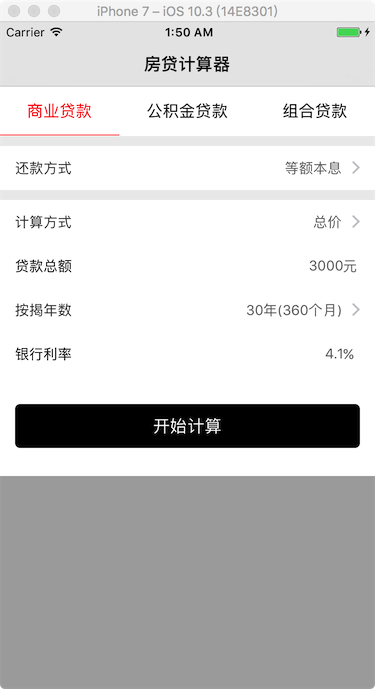 iPhone 7 – iOS 10.3 (14E8301)
Carrier 1:50 AM
房贷计算器
商业贷款 公积金贷款 组合贷款
还款方式 等额本息
计算方式 总价
贷款总额 3000元
按揭年数 30年(360个月)
银行利率 4.1%
开始计算